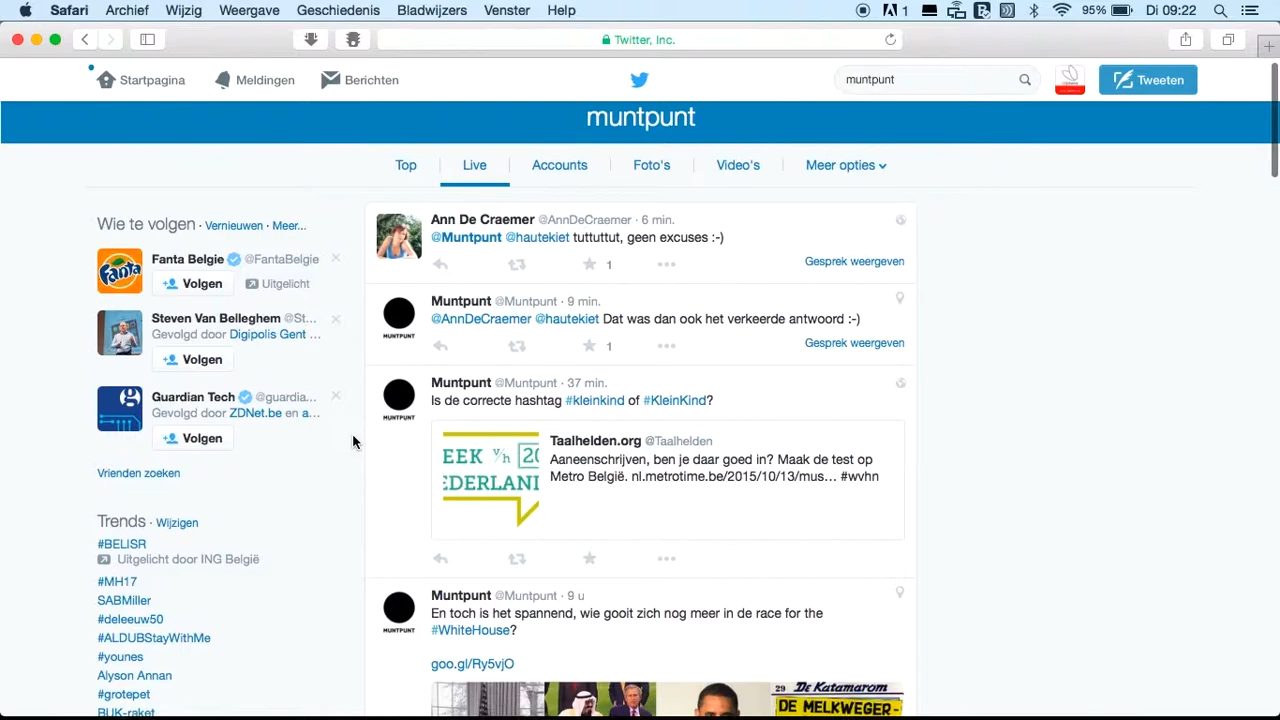 Safari Archief Wijzig Weergave Geschiedenis Bladwijzers Venster Help 1 95% Di 09:22
Twitter, Inc.
Startpagina Meldingen Berichten muntpunt Tweeten
muntpunt
Top Live Accounts Foto's Video's Meer opties
Wie te volgen · Vernieuwen · Meer...
Fanta Belgie @FantaBelgie
Volgen Uitgelicht
Steven Van Belleghem @St...
Gevolgd door Digipolis Gent ...
Volgen
Guardian Tech @guardia...
Gevolgd door ZDNet.be en a...
Volgen
Vrienden zoeken
Trends · Wijzigen
#BELISR
Uitgelicht door ING België
#MH17
SABMiller
#deleeuw50
#ALDUBStayWithMe
#younes
Alyson Annan
#grotepet
BUK-raket
Ann De Craemer @AnnDeCraemer · 6 min.
@Muntpunt @hautekiet tuttuttut, geen excuses :-)
1
Gesprek weergeven
Muntpunt @Muntpunt · 9 min.
@AnnDeCraemer @hautekiet Dat was dan ook het verkeerde antwoord :-)
MUNTPUNT
1
Gesprek weergeven
Muntpunt @Muntpunt · 37 min.
Is de correcte hashtag #kleinkind of #KleinKind?
MUNTPUNT
EEK v/h 20
EDERLANI
Taalhelden.org @Taalhelden
Aaneenschrijven, ben je daar goed in? Maak de test op
Metro België. nl.metrotime.be/2015/10/13/mus… #wvhn
Muntpunt @Muntpunt · 9 u
En toch is het spannend, wie gooit zich nog meer in de race for the
#WhiteHouse?
MUNTPUNT
goo.gl/Ry5vjO
29 De Katamarom
DE MELKWEGER-